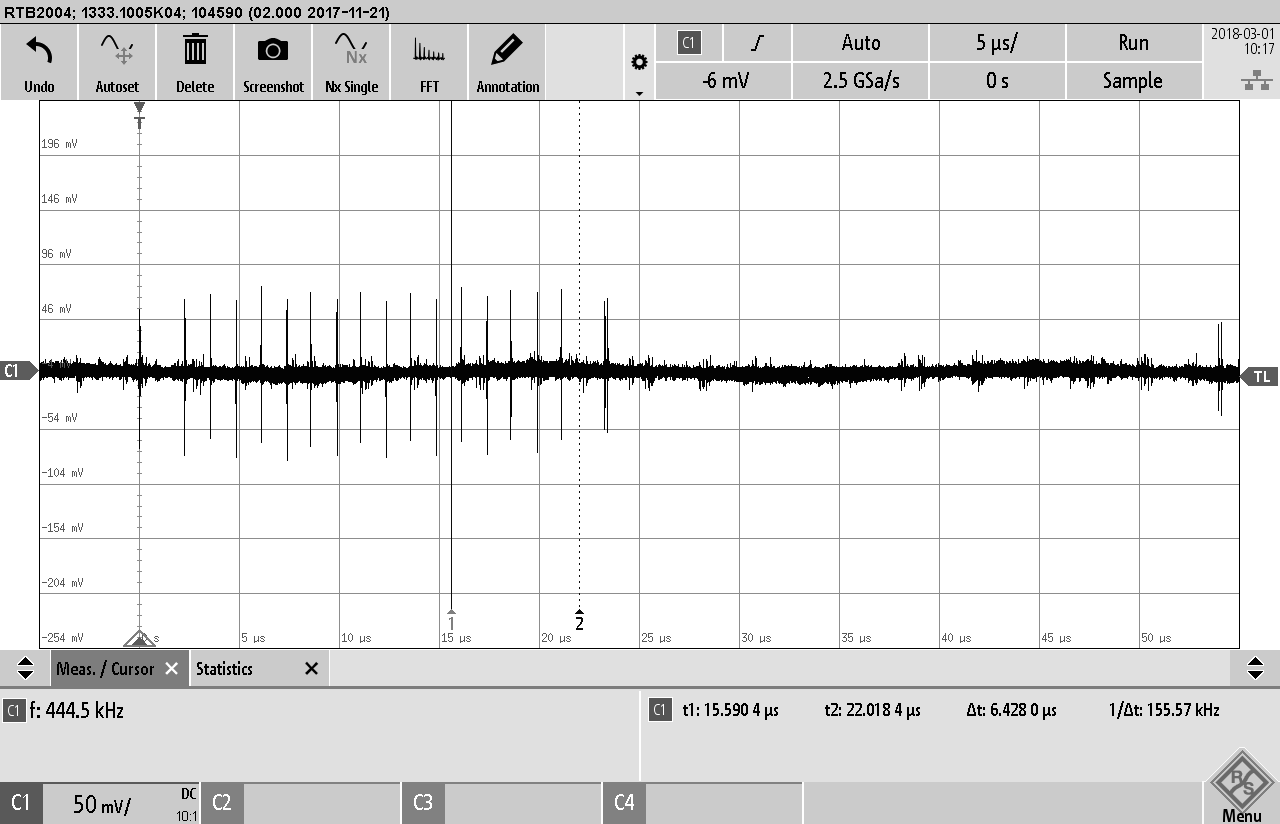 RTB2004; 1333.1005K04; 104590 (02.000 2017-11-21)
Undo
Autoset
Delete
Screenshot
Nx
Nx Single
FFT
Annotation
C1
Auto
5 µs/
Run
-6 mV
2.5 GSa/s
0 s
Sample
2018-03-01
10:17
T
196 mV
146 mV
96 mV
46 mV
C1
TL
-54 mV
-104 mV
-154 mV
-204 mV
-254 mV
1
2
5 µs
10 µs
15 µs
20 µs
25 µs
30 µs
35 µs
40 µs
45 µs
50 µs
Meas. / Cursor
Statistics
C1 f: 444.5 kHz
C1 t1: 15.590 4 µs t2: 22.018 4 µs Δt: 6.428 0 µs 1/Δt: 155.57 kHz
C1 50 mV/ DC 10:1
C2
C3
C4
R S
Menu